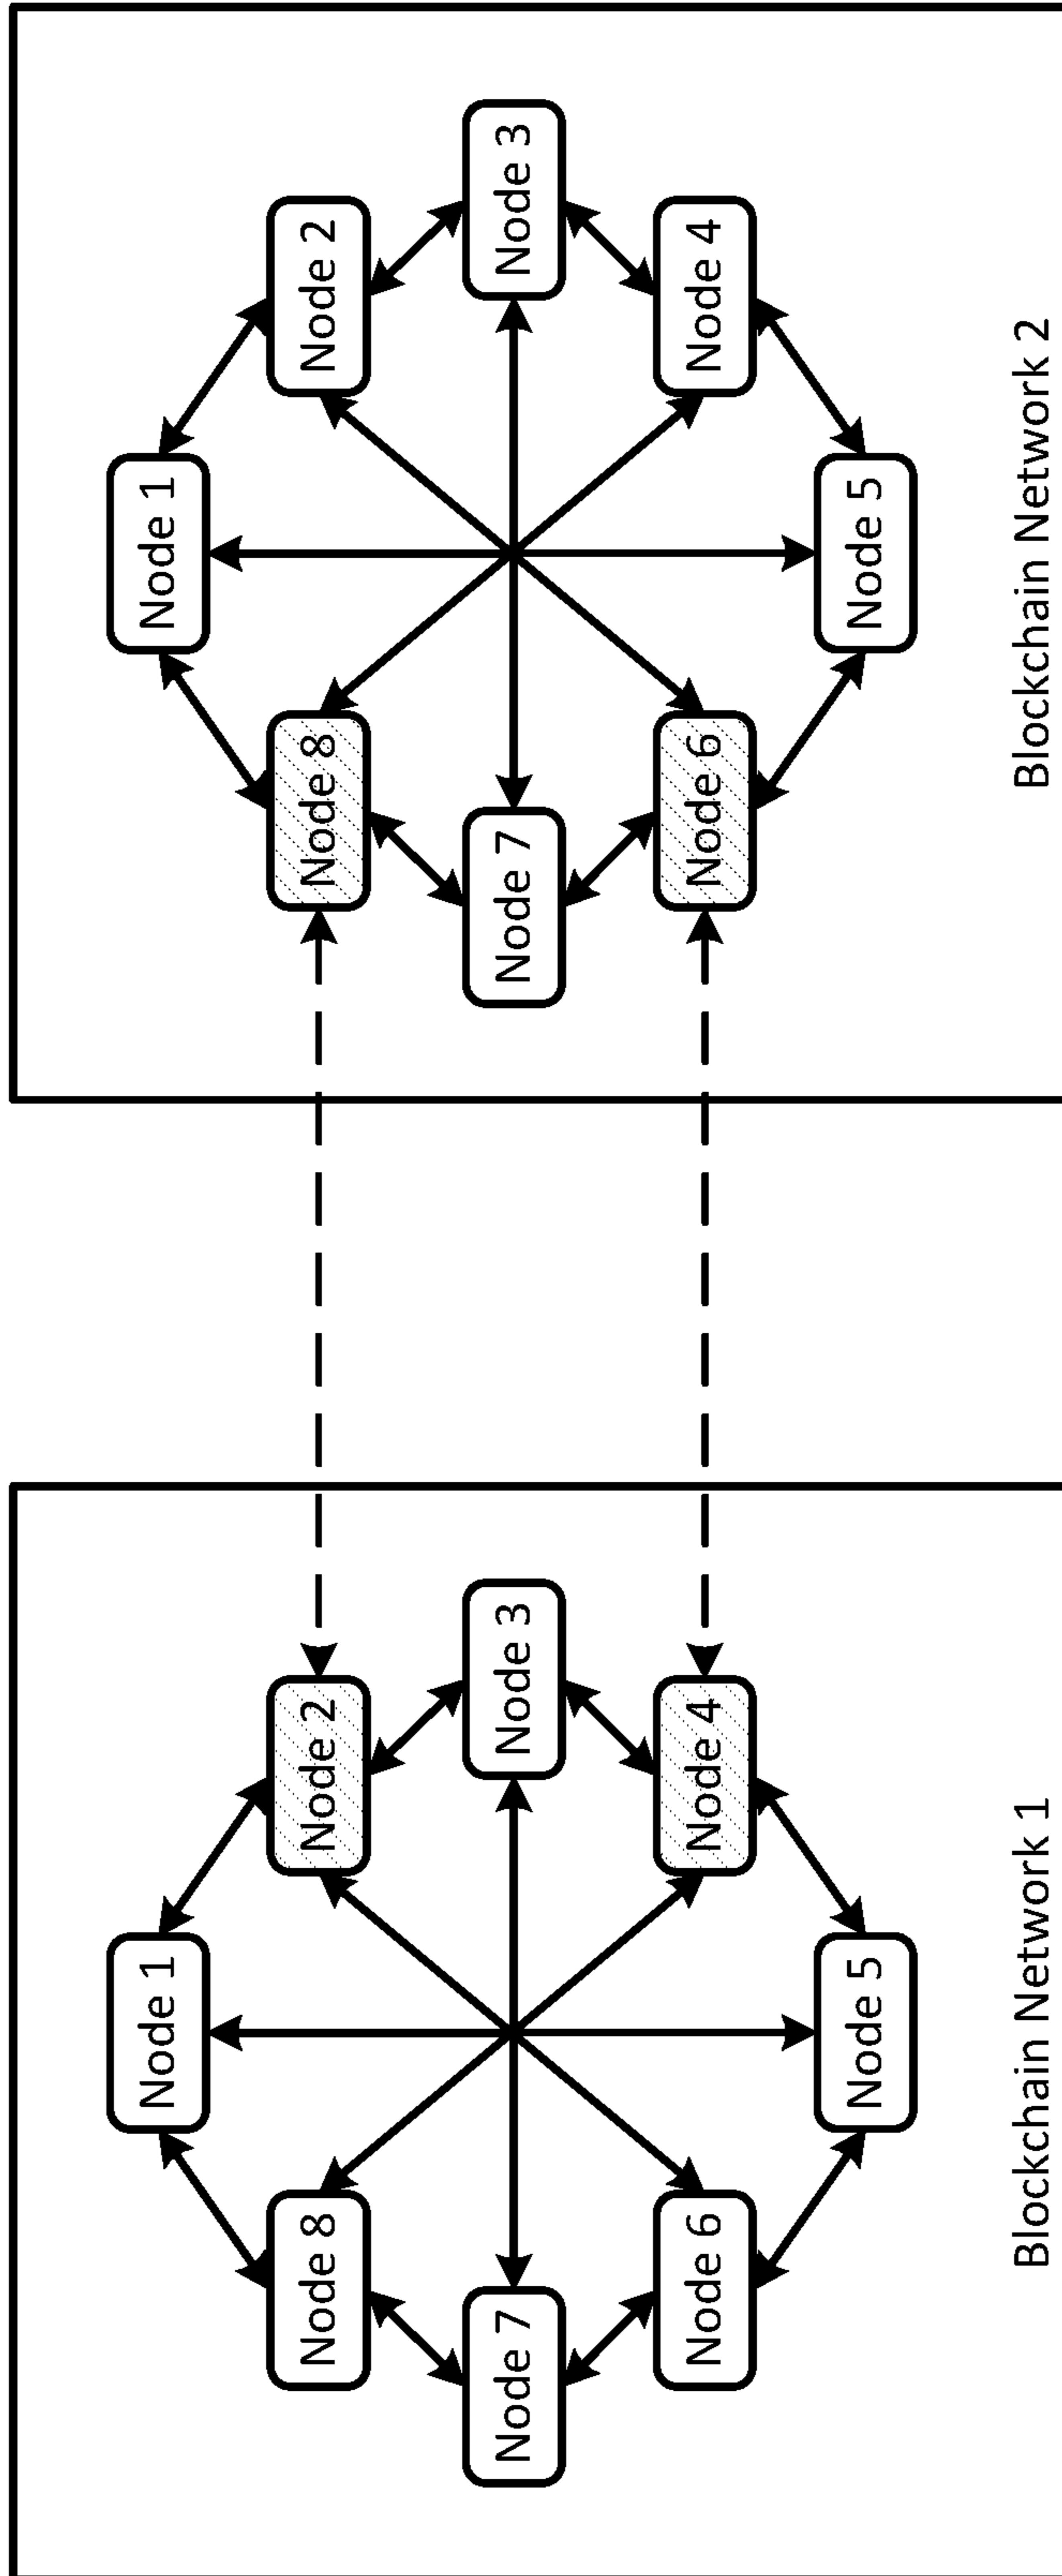 Node 1
Node 2
Node 3
Node 4
Node 5
Node 6
Node 7
Node 8
Blockchain Network 1
Node 1
Node 2
Node 3
Node 4
Node 5
Node 6
Node 7
Node 8
Blockchain Network 2